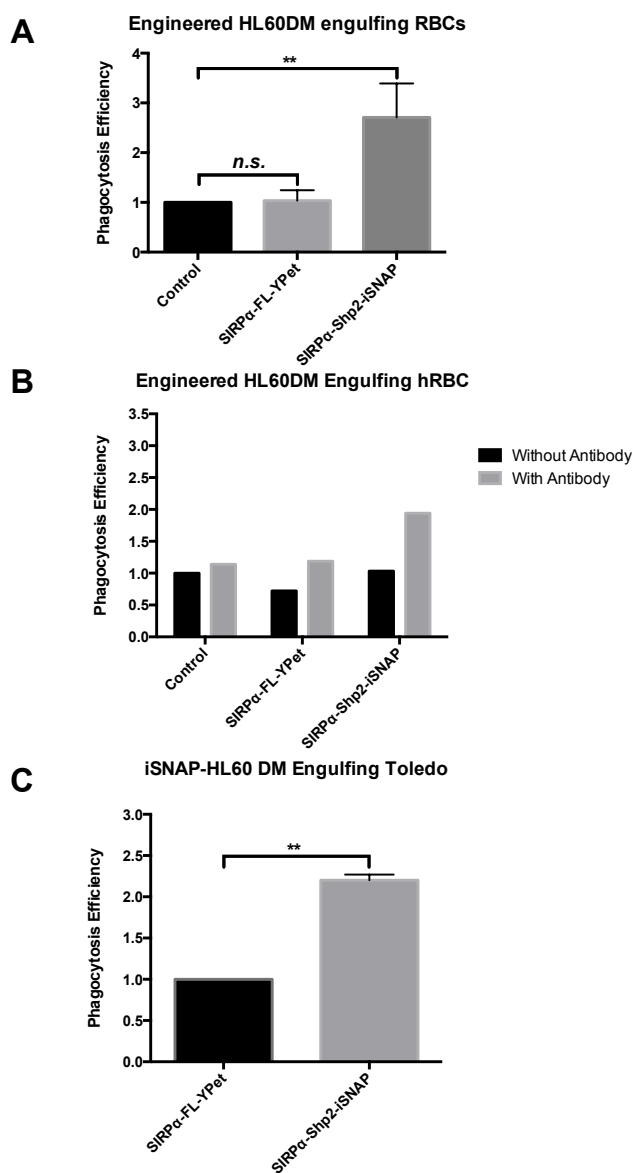 A
Engineered HL60DM engulfing RBCs
Phagocytosis Efficiency
4
3
2
1
0
**
n.s.
Control
SIRPα-FL-YPet
SIRPα-Shp2-iSNAP
B
Engineered HL60DM Engulfing hRBC
Phagocytosis Efficiency
3.5
3.0
2.5
2.0
1.5
1.0
0.5
0.0
Without Antibody
With Antibody
Control
SIRPα-FL-YPet
SIRPα-Shp2-iSNAP
C
iSNAP-HL60 DM Engulfing Toledo
Phagocytosis Efficiency
3.0
2.5
2.0
1.5
1.0
0.5
0.0
**
SIRPα-FL-YPet
SIRPα-Shp2-iSNAP